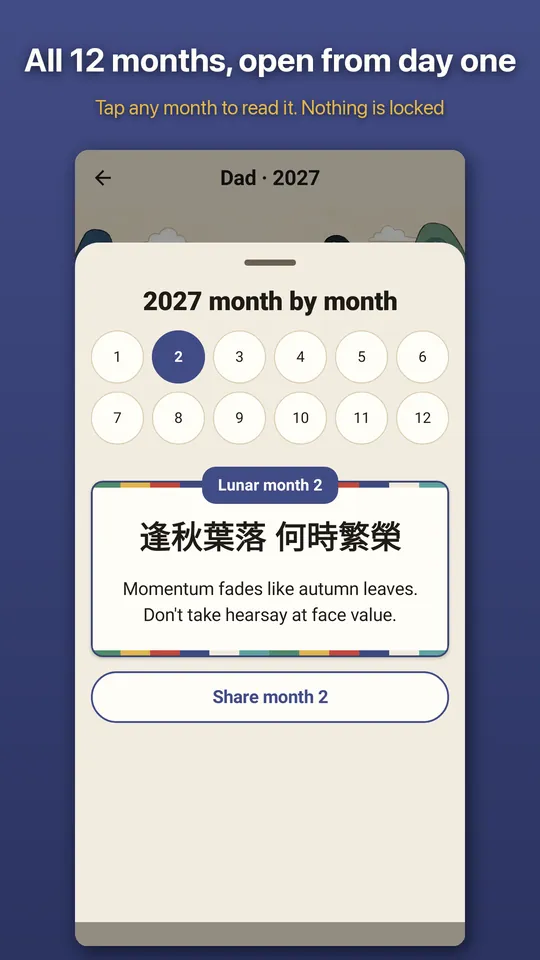 All 12 months, open from day one
Tap any month to read it. Nothing is locked
Dad · 2027
2027 month by month
1 2 3 4 5 6
7 8 9 10 11 12
Lunar month 2
逢秋葉落 何時繁榮
Momentum fades like autumn leaves.
Don't take hearsay at face value.
Share month 2